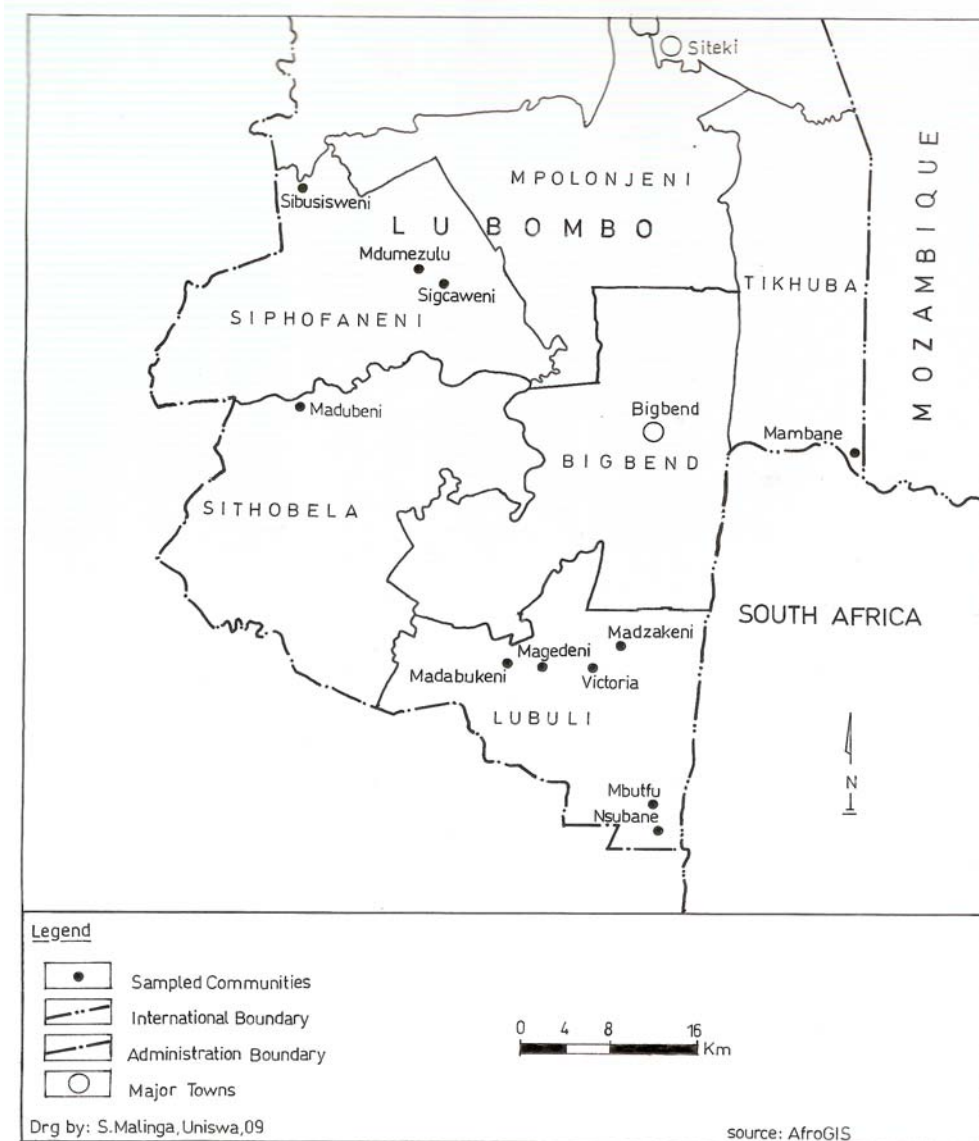 Siteki
MPOLONJENI
Sibusisweni
LUBOMBO
MOZAMBIQUE
Mdumezulu
Sigcaweni
TIKHUBA
SIPHOFANENI
Madubeni
Bigbend
Mambane
BIGBEND
SITHOBELA
SOUTH AFRICA
Madzakeni
Magedeni
Madabukeni
Victoria
LUBULI
N
Mbutfu
Nsubane
Legend
Sampled Communities
International Boundary
Administration Boundary
Major Towns
0 4 8 16
Km
Drg by: S.Malinga,Uniswa,09
source: AfroGIS